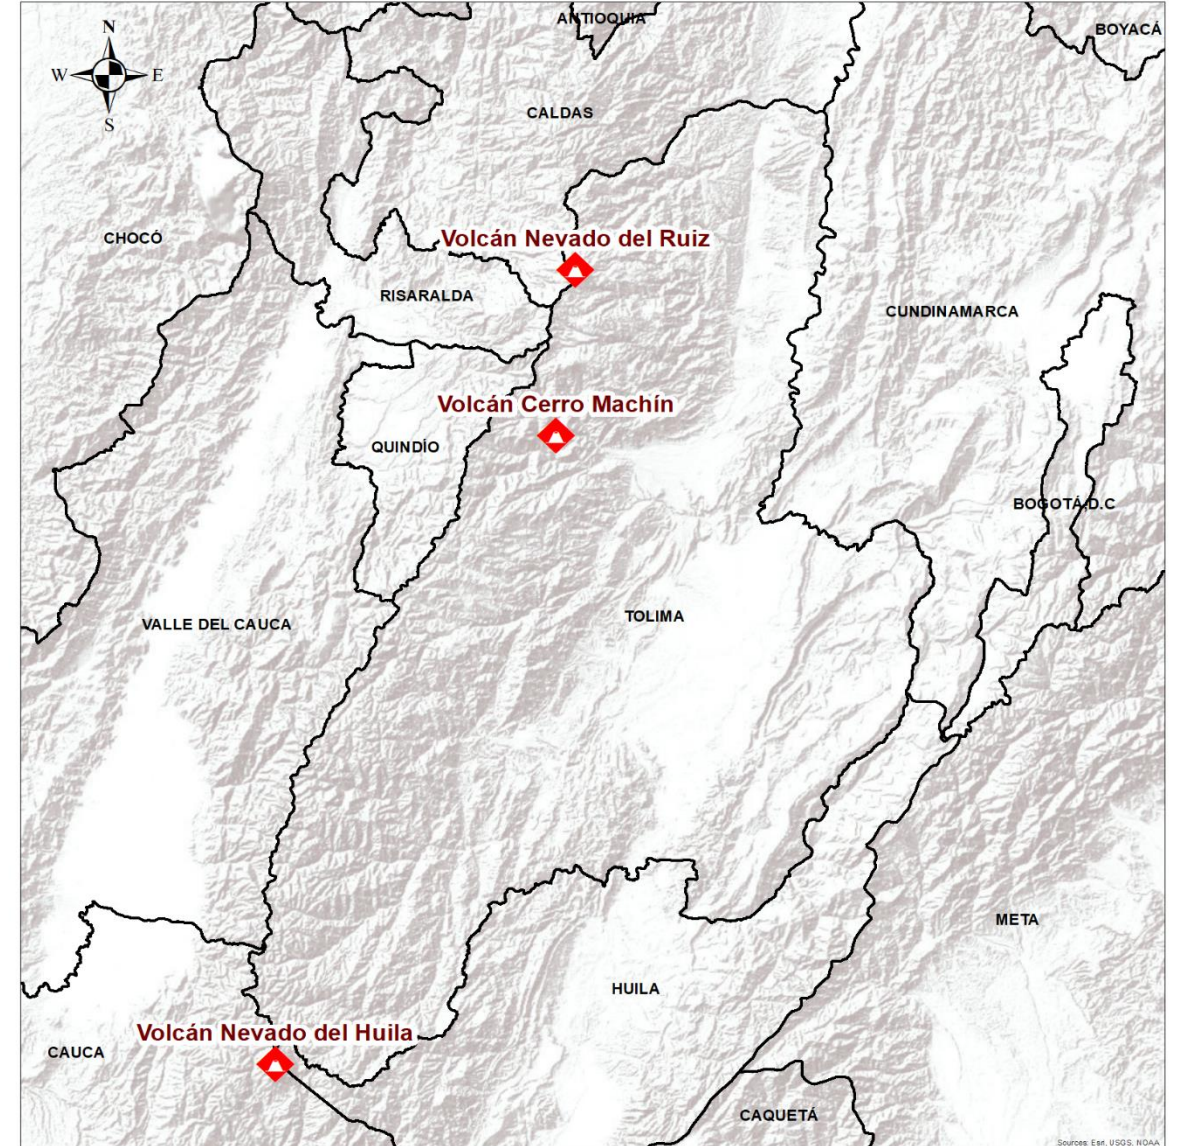 ANTIOQUIA
BOYACÁ
N
W
E
S
CALDAS
CHOCÓ
Volcán Nevado del Ruiz
RISARALDA
CUNDINAMARCA
Volcán Cerro Machín
QUINDÍO
BOGOTÁ,D.C
TOLIMA
VALLE DEL CAUCA
META
HUILA
Volcán Nevado del Huila
CAUCA
CAQUETÁ
Sources: Esri, USGS, NOAA